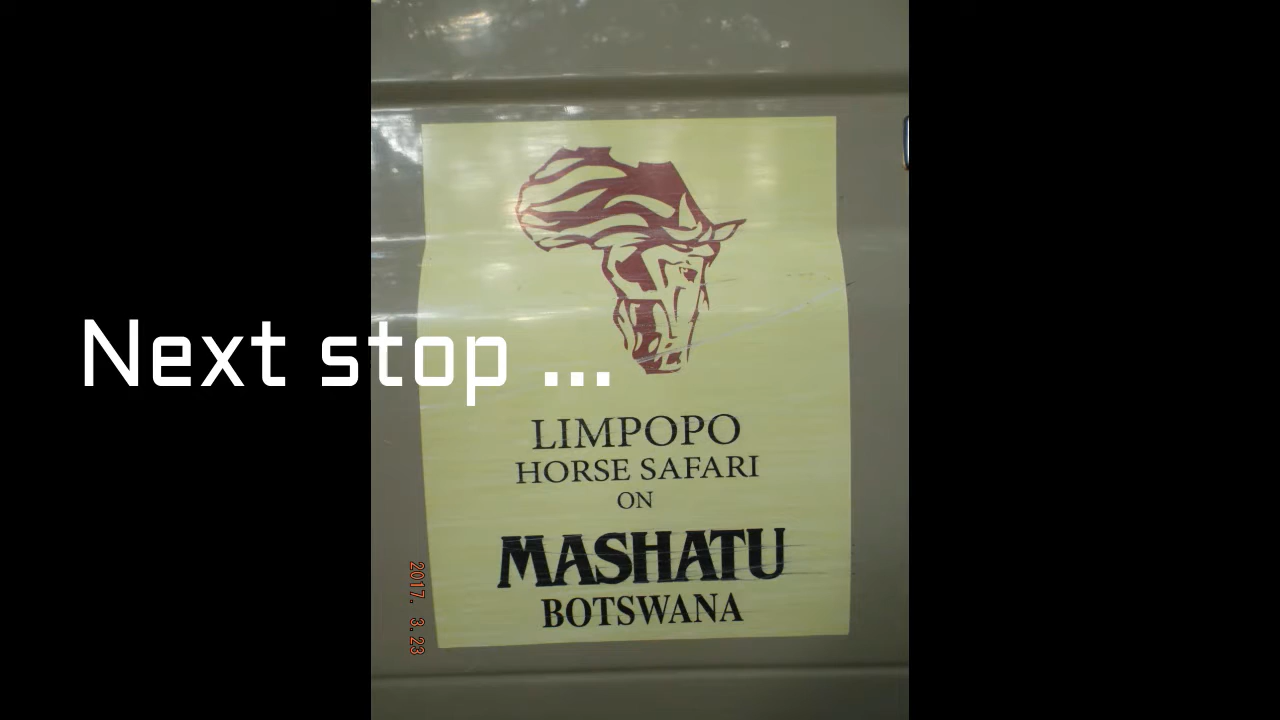 Next stop ...
LIMPOPO
HORSE SAFARI
ON
MASHATU
BOTSWANA
2017. 3.23